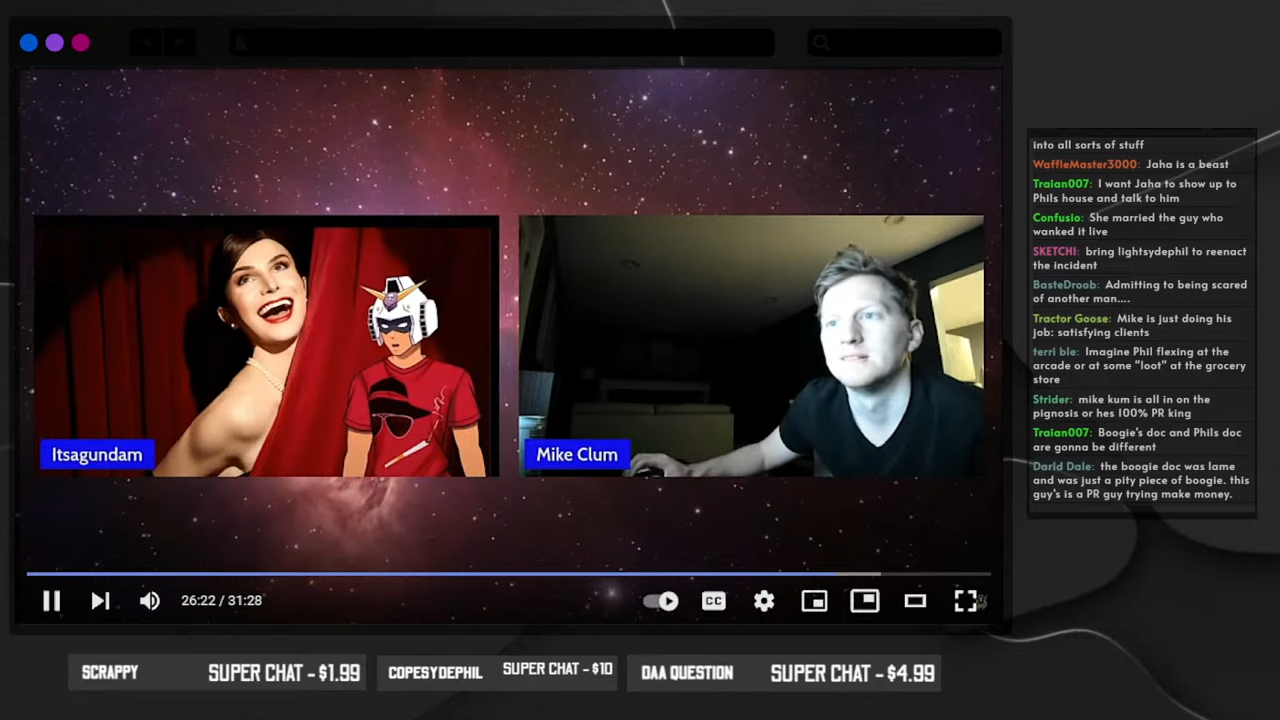 into all sorts of stuff
WaffleMaster3000: Jaha is a beast
Traian007: I want Jaha to show up to
Phils house and talk to him
Confusio: She married the guy who
wanked it live
SKETCHI: bring lightsydephil to reenact
the incident
BasteDroob: Admitting to being scared
of another man....
Tractor Goose: Mike is just doing his
job: satisfying clients
terri ble: Imagine Phil flexing at the
arcade or at some "loot" at the grocery
store
Strider: mike kum is all in on the
pignosis or hes 100% PR king
Traian007: Boogie's doc and Phils doc
are gonna be different
Darld Dale: the boogie doc was lame
and was just a pity piece of boogie. this
guy's is a PR guy trying make money.
Itsagundam
Mike Clum
26:22 / 31:28
CC
SCRAPPY SUPER CHAT - $1.99
COPESYDEPHIL SUPER CHAT - $10
DAA QUESTION SUPER CHAT - $4.99